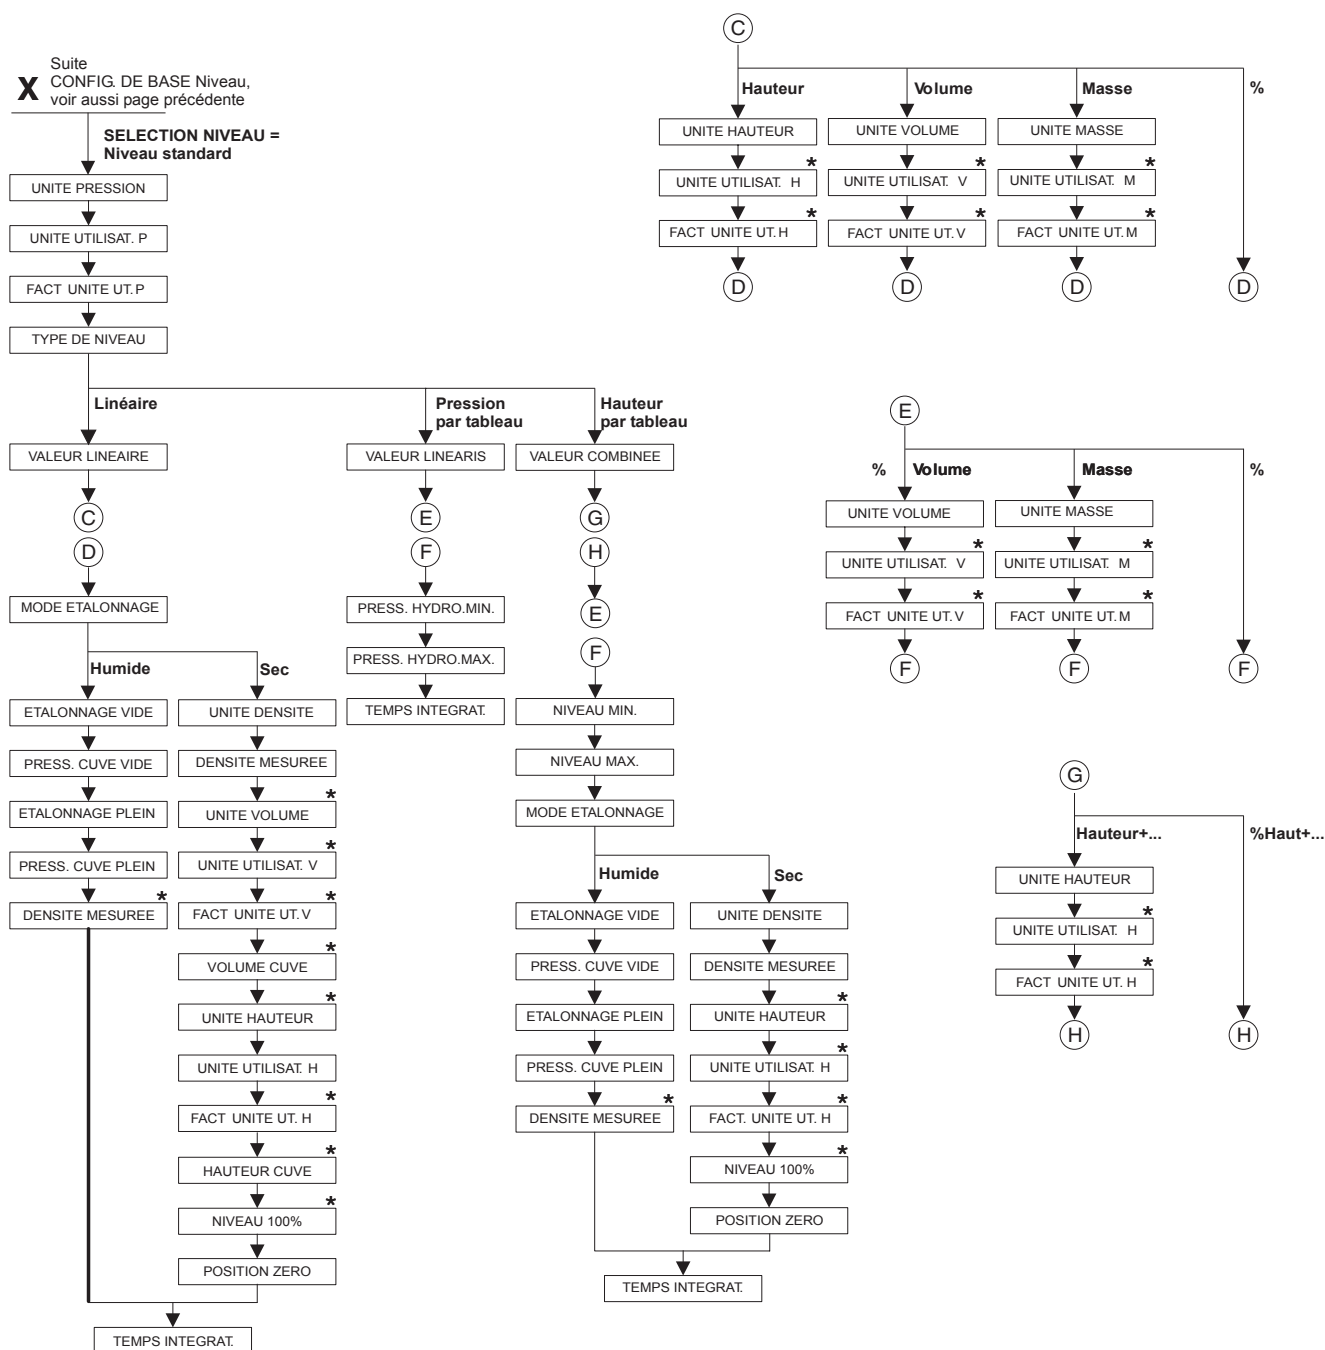 X
Suite
CONFIG. DE BASE Niveau,
voir aussi page précédente
SELECTION NIVEAU =
Niveau standard
UNITE PRESSION
UNITE UTILISAT. P
FACT UNITE UT. P
TYPE DE NIVEAU
Linéaire
Pression
par tableau
Hauteur
par tableau
VALEUR LINEAIRE
VALEUR LINEARIS
VALEUR COMBINEE
C
D
E
F
G
H
E
F
MODE ETALONNAGE
Humide
Sec
ETALONNAGE VIDE
PRESS. CUVE VIDE
ETALONNAGE PLEIN
PRESS. CUVE PLEIN
*
DENSITE MESUREE
UNITE DENSITE
DENSITE MESUREE
*
UNITE VOLUME
*
UNITE UTILISAT. V
*
FACT UNITE UT. V
*
VOLUME CUVE
*
UNITE HAUTEUR
*
UNITE UTILISAT. H
*
FACT UNITE UT. H
*
HAUTEUR CUVE
*
NIVEAU 100%
POSITION ZERO
TEMPS INTEGRAT.
PRESS. HYDRO.MIN.
PRESS. HYDRO.MAX.
TEMPS INTEGRAT.
NIVEAU MIN.
NIVEAU MAX.
MODE ETALONNAGE
Humide
Sec
ETALONNAGE VIDE
PRESS. CUVE VIDE
ETALONNAGE PLEIN
PRESS. CUVE PLEIN
*
DENSITE MESUREE
UNITE DENSITE
DENSITE MESUREE
*
UNITE HAUTEUR
*
UNITE UTILISAT. H
*
FACT. UNITE UT. H
*
NIVEAU 100%
POSITION ZERO
TEMPS INTEGRAT.
C
Hauteur
Volume
Masse
%
UNITE HAUTEUR
UNITE VOLUME
UNITE MASSE
*
*
*
UNITE UTILISAT. H
UNITE UTILISAT. V
UNITE UTILISAT. M
*
*
*
FACT UNITE UT. H
FACT UNITE UT. V
FACT UNITE UT. M
D
D
D
D
E
%
Volume
Masse
%
UNITE VOLUME
UNITE MASSE
*
*
UNITE UTILISAT. V
UNITE UTILISAT. M
*
*
FACT UNITE UT. V
FACT UNITE UT. M
F
F
F
G
Hauteur+...
%Haut+...
UNITE HAUTEUR
*
UNITE UTILISAT. H
*
FACT UNITE UT. H
H
H